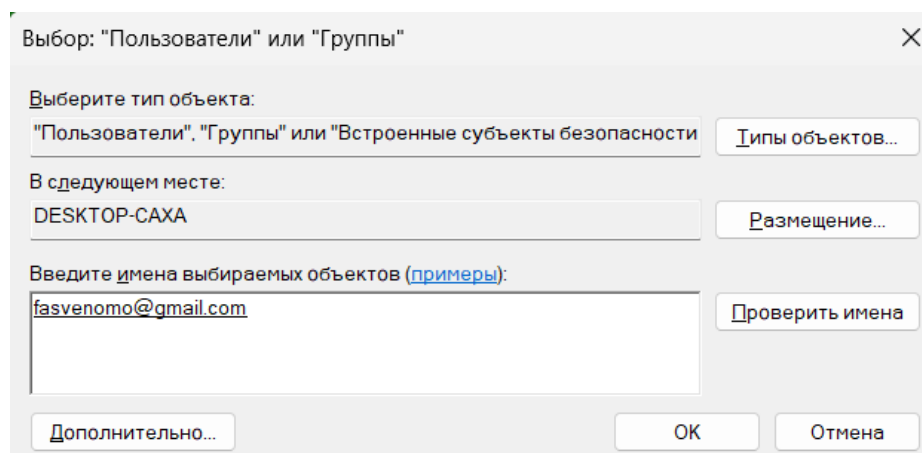 Выбор: "Пользователи" или "Группы"
Выберите тип объекта:
"Пользователи", "Группы" или "Встроенные субъекты безопасности
Типы объектов...
В следующем месте:
DESKTOP-CAXA
Размещение...
Введите имена выбираемых объектов (примеры):
fasvenomo@gmail.com
Проверить имена
Дополнительно...
ОК
Отмена